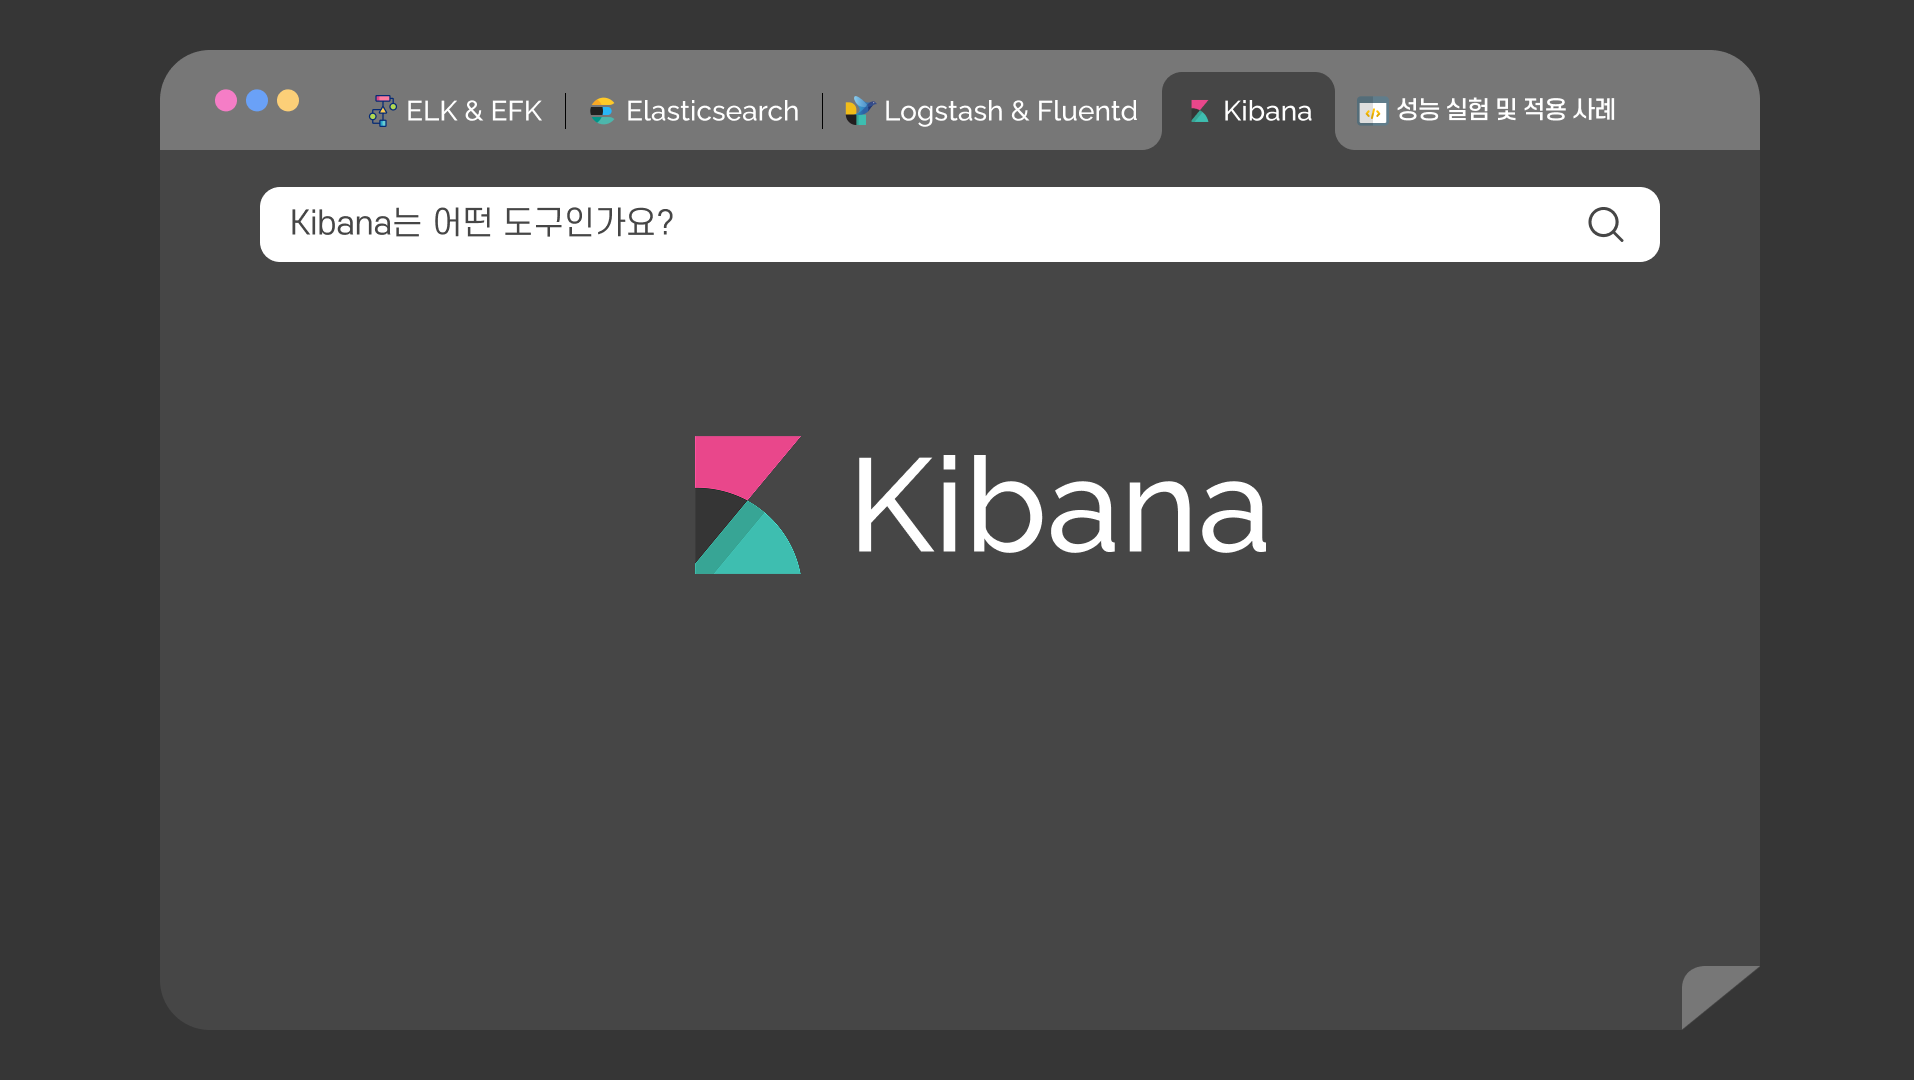 ELK & EFK
Elasticsearch
Logstash & Fluentd
Kibana
성능 실험 및 적용 사례
Kibana는 어떤 도구인가요?
Kibana